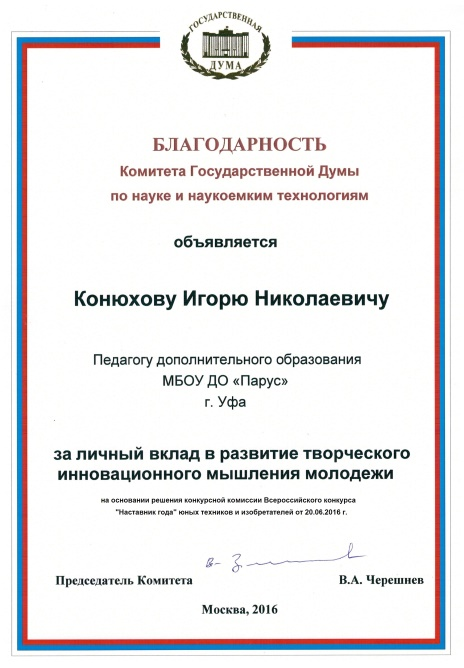 ГОСУДАРСТВЕННАЯ
ДУМА
БЛАГОДАРНОСТЬ
Комитета Государственной Думы
по науке и наукоемким технологиям
объявляется
Конюхову Игорю Николаевичу
Педагогу дополнительного образования
МБОУ ДО «Парус»
г. Уфа
за личный вклад в развитие творческого
инновационного мышления молодежи
на основании решения конкурсной комиссии Всероссийского конкурса
"Наставник года" юных техников и изобретателей от 20.06.2016 г.
Председатель Комитета В.А. Черешнев
Москва, 2016